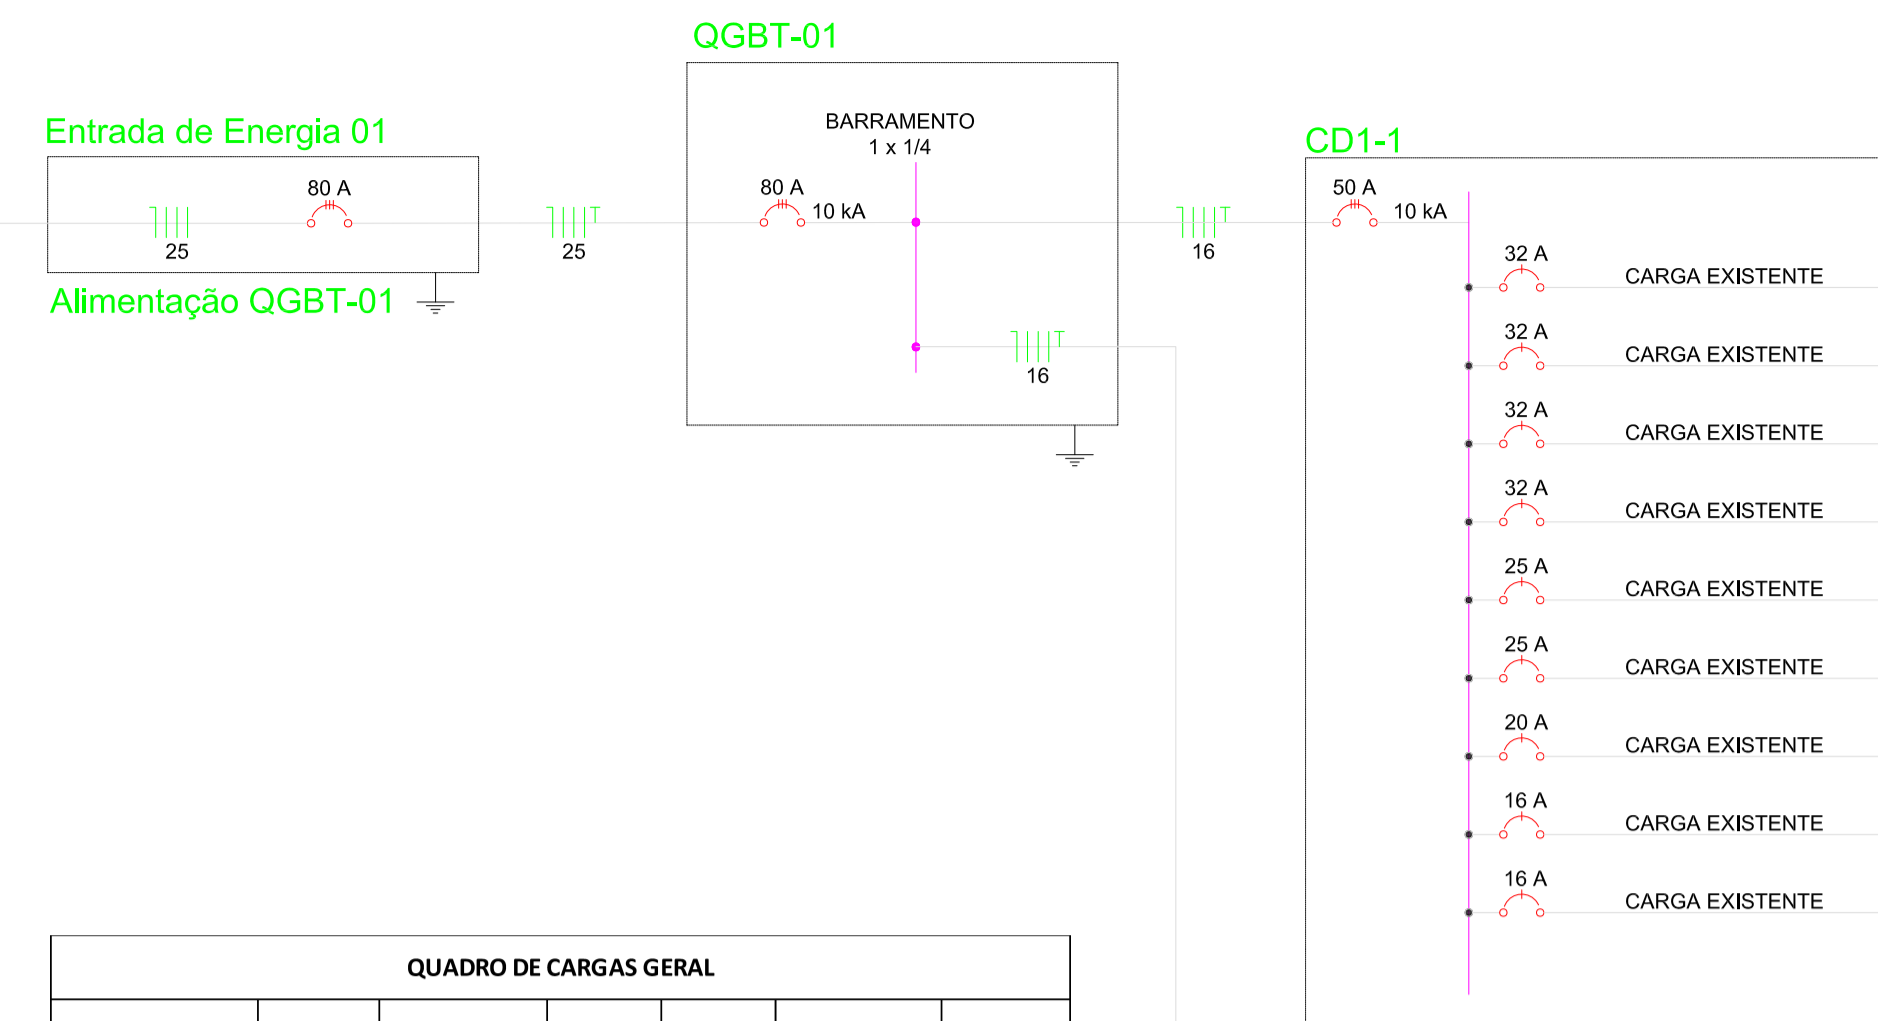 QGBT-01
BARRAMENTO
1 x 1/4
80 A
10 kA
16
Entrada de Energia 01
80 A
25
Alimentação QGBT-01
25
16
CD1-1
50 A
10 kA
32 A
CARGA EXISTENTE
32 A
CARGA EXISTENTE
32 A
CARGA EXISTENTE
32 A
CARGA EXISTENTE
25 A
CARGA EXISTENTE
25 A
CARGA EXISTENTE
20 A
CARGA EXISTENTE
16 A
CARGA EXISTENTE
16 A
CARGA EXISTENTE
QUADRO DE CARGAS GERAL